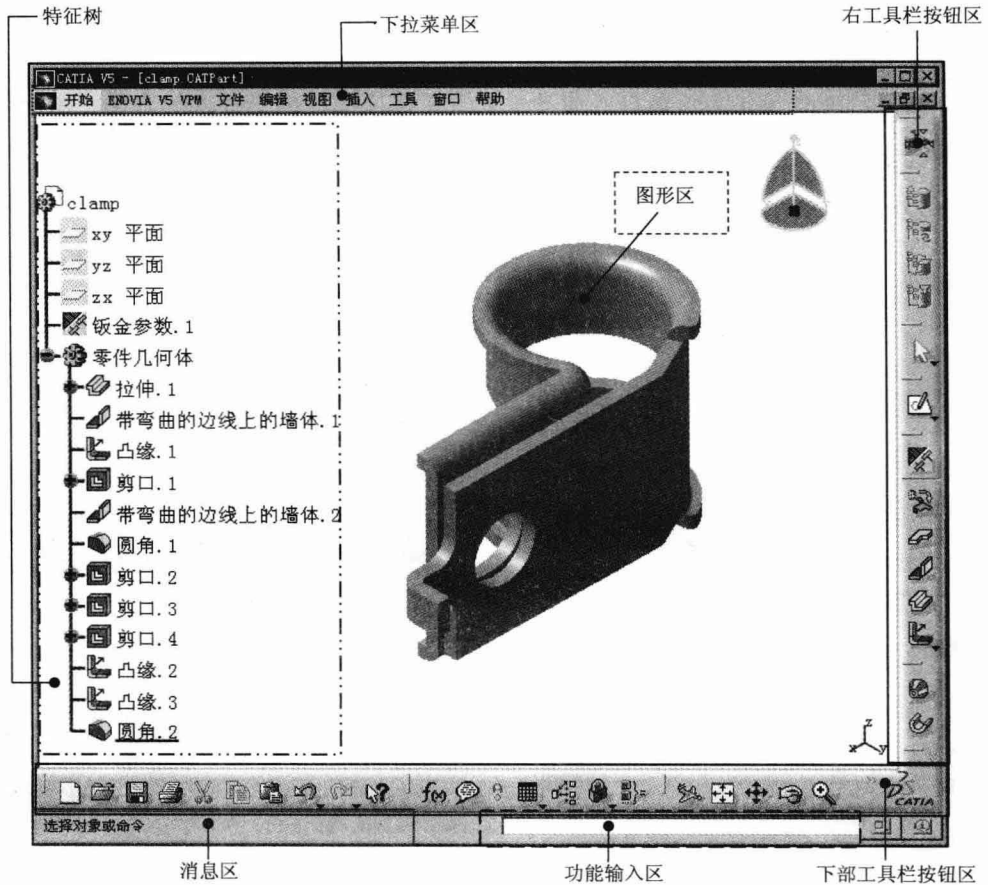 特征树
下拉菜单区
右工具栏按钮区
CATIA V5 - [clamp.CATPart]
开始 ENOVIA V5 VPM 文件 编辑 视图 插入 工具 窗口 帮助
图形区
clamp
xy 平面
yz 平面
zx 平面
钣金参数.1
零件几何体
拉伸.1
带弯曲的边线上的墙体.1
凸缘.1
剪口.1
带弯曲的边线上的墙体.2
圆角.1
剪口.2
剪口.3
剪口.4
凸缘.2
凸缘.3
圆角.2
z
x y
f(x)
CATIA
选择对象或命令
消息区
功能输入区
下部工具栏按钮区